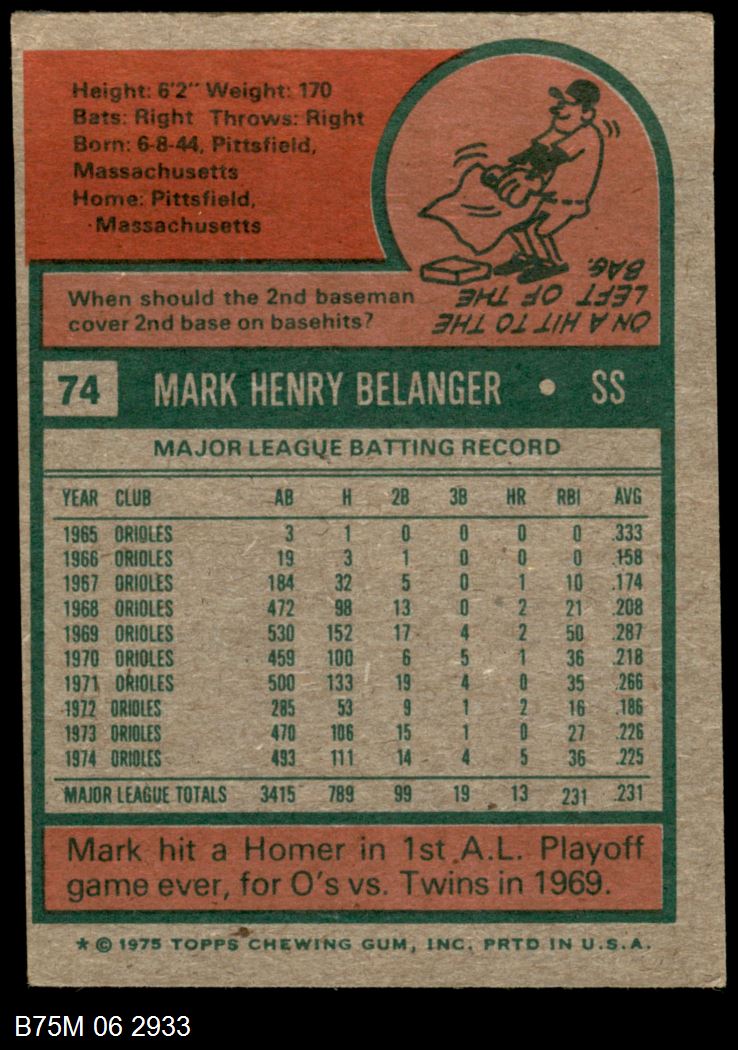 Height: 6'2" Weight: 170
Bats: Right Throws: Right
Born: 6-8-44, Pittsfield,
Massachusetts
Home: Pittsfield,
Massachusetts
When should the 2nd baseman
cover 2nd base on basehits?
ON A HIT TO THE
LEFT OF THE
BAG.
74 MARK HENRY BELANGER • SS
MAJOR LEAGUE BATTING RECORD
YEAR CLUB AB H 2B 3B HR RBI AVG
1965 ORIOLES 3 1 0 0 0 0 .333
1966 ORIOLES 19 3 1 0 0 0 .158
1967 ORIOLES 184 32 5 0 1 10 .174
1968 ORIOLES 472 98 13 0 2 21 .208
1969 ORIOLES 530 152 17 4 2 50 .287
1970 ORIOLES 459 100 6 5 1 36 .218
1971 ORIOLES 500 133 19 4 0 35 .266
1972 ORIOLES 285 53 9 1 2 16 .186
1973 ORIOLES 470 106 15 1 0 27 .226
1974 ORIOLES 493 111 14 4 5 36 .225
MAJOR LEAGUE TOTALS 3415 789 99 19 13 231 .231
Mark hit a Homer in 1st A.L. Playoff
game ever, for O's vs. Twins in 1969.
* © 1975 TOPPS CHEWING GUM, INC. PRTD IN U.S.A.
B75M 06 2933